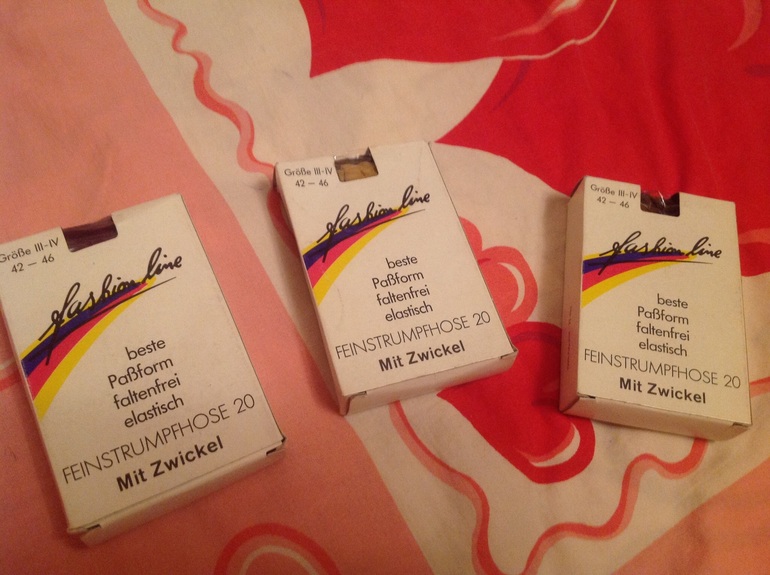 Größe III-IV
42 – 46
fashion line
beste
Paßform
faltenfrei
elastisch
FEINSTRUMPFHOSE 20
Mit Zwickel
Größe III-IV
42 – 46
fashion line
beste
Paßform
faltenfrei
elastisch
FEINSTRUMPFHOSE 20
Mit Zwickel
Größe III-IV
42 – 46
fashion line
beste
Paßform
faltenfrei
elastisch
FEINSTRUMPFHOSE 20
Mit Zwickel